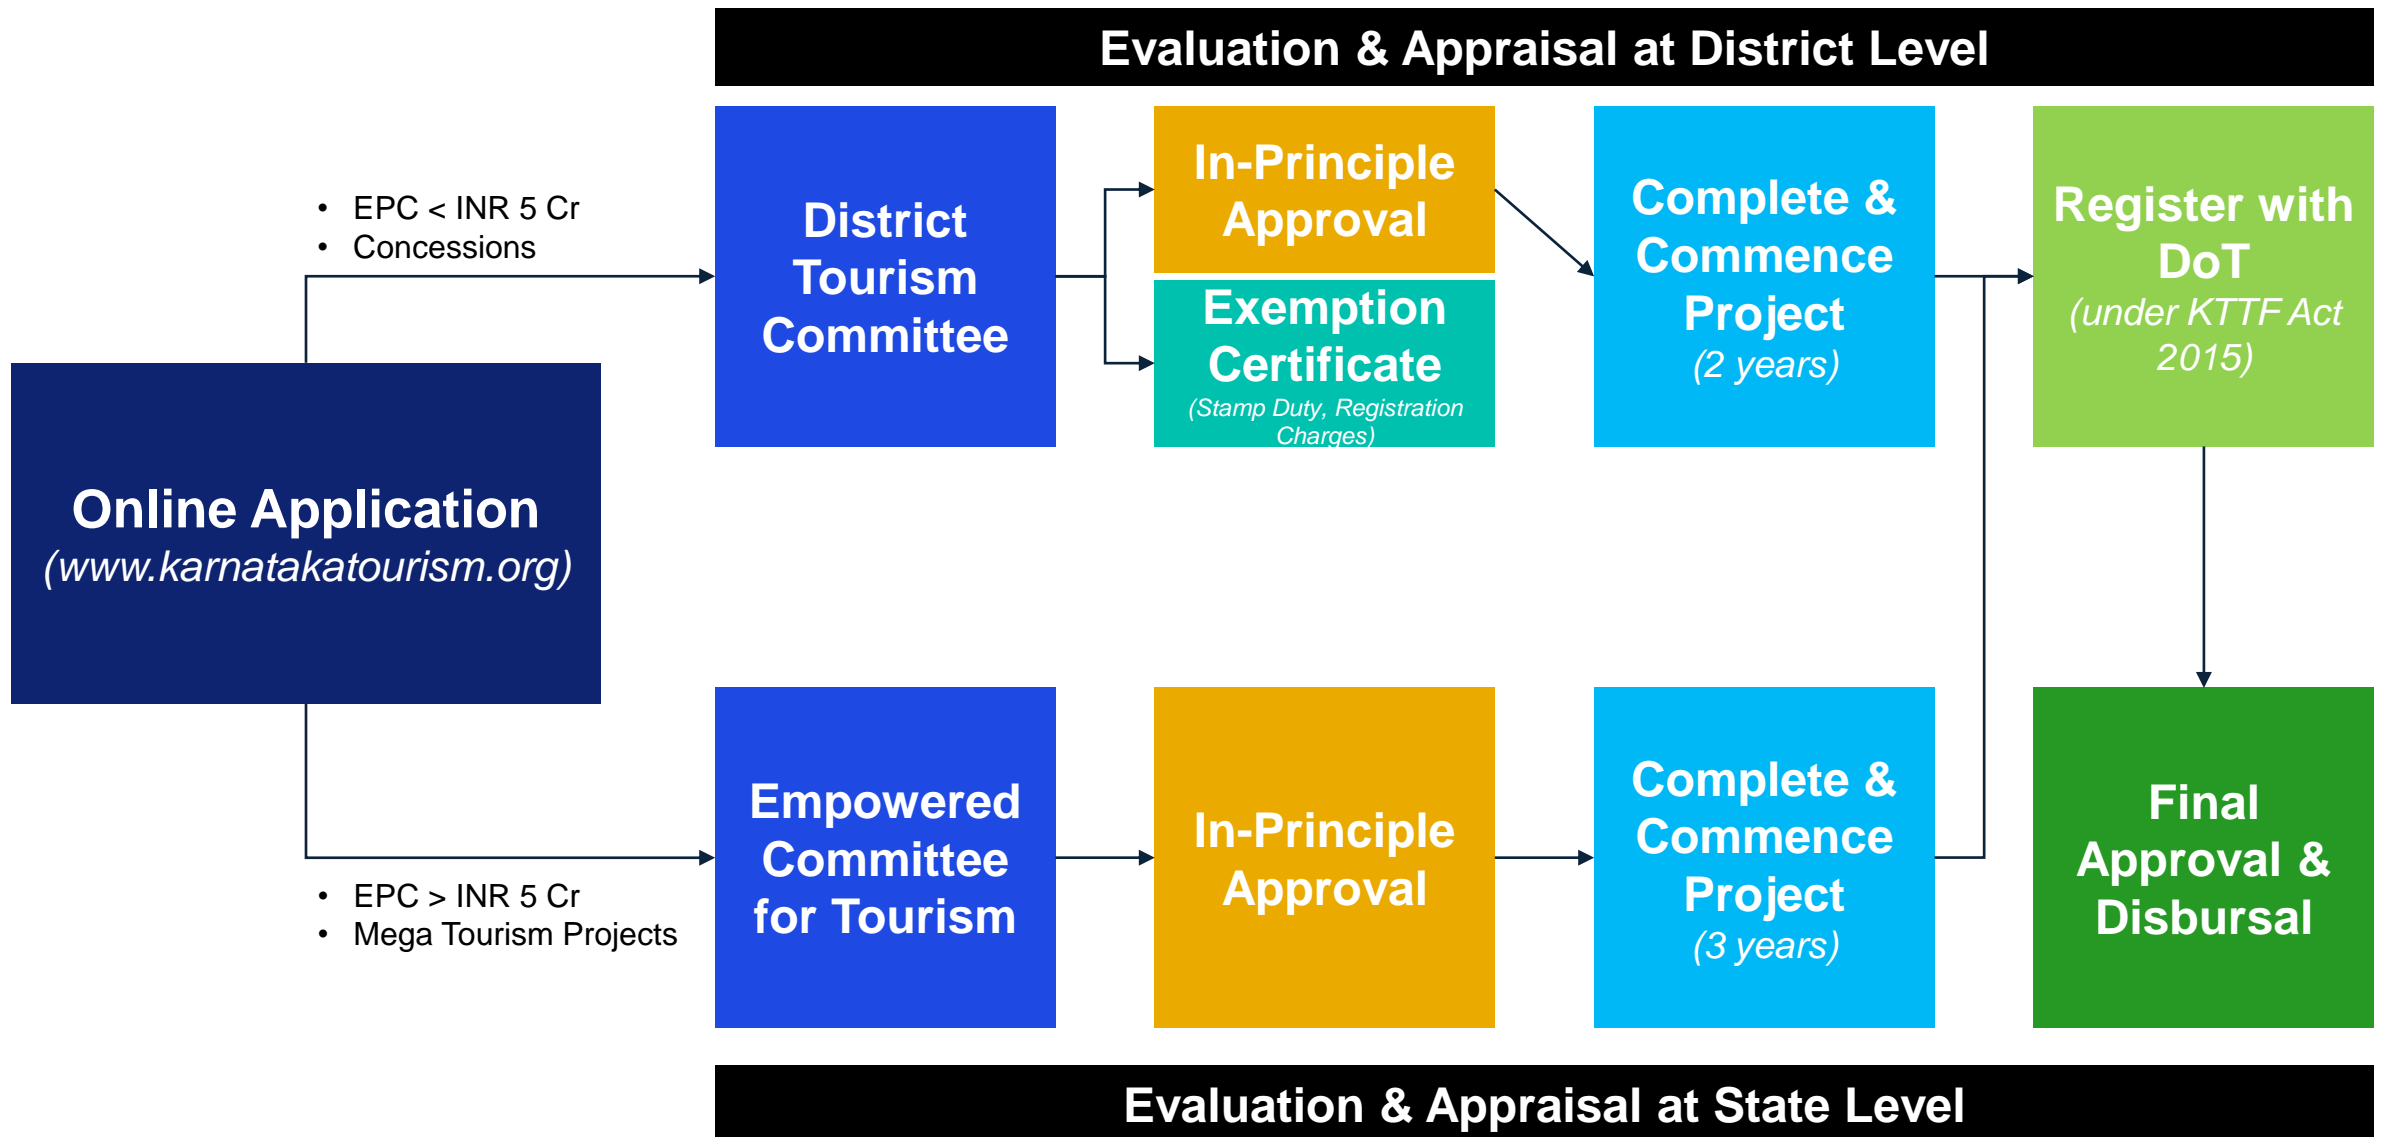 Evaluation & Appraisal at District Level
• EPC < INR 5 Cr
• Concessions
District
Tourism
Committee
In-Principle
Approval
Exemption
Certificate
(Stamp Duty, Registration
Charges)
Complete &
Commence
Project
(2 years)
Register with
DoT
(under KTTF Act
2015)
Online Application
(www.karnatakatourism.org)
• EPC > INR 5 Cr
• Mega Tourism Projects
Empowered
Committee
for Tourism
In-Principle
Approval
Complete &
Commence
Project
(3 years)
Final
Approval &
Disbursal
Evaluation & Appraisal at State Level